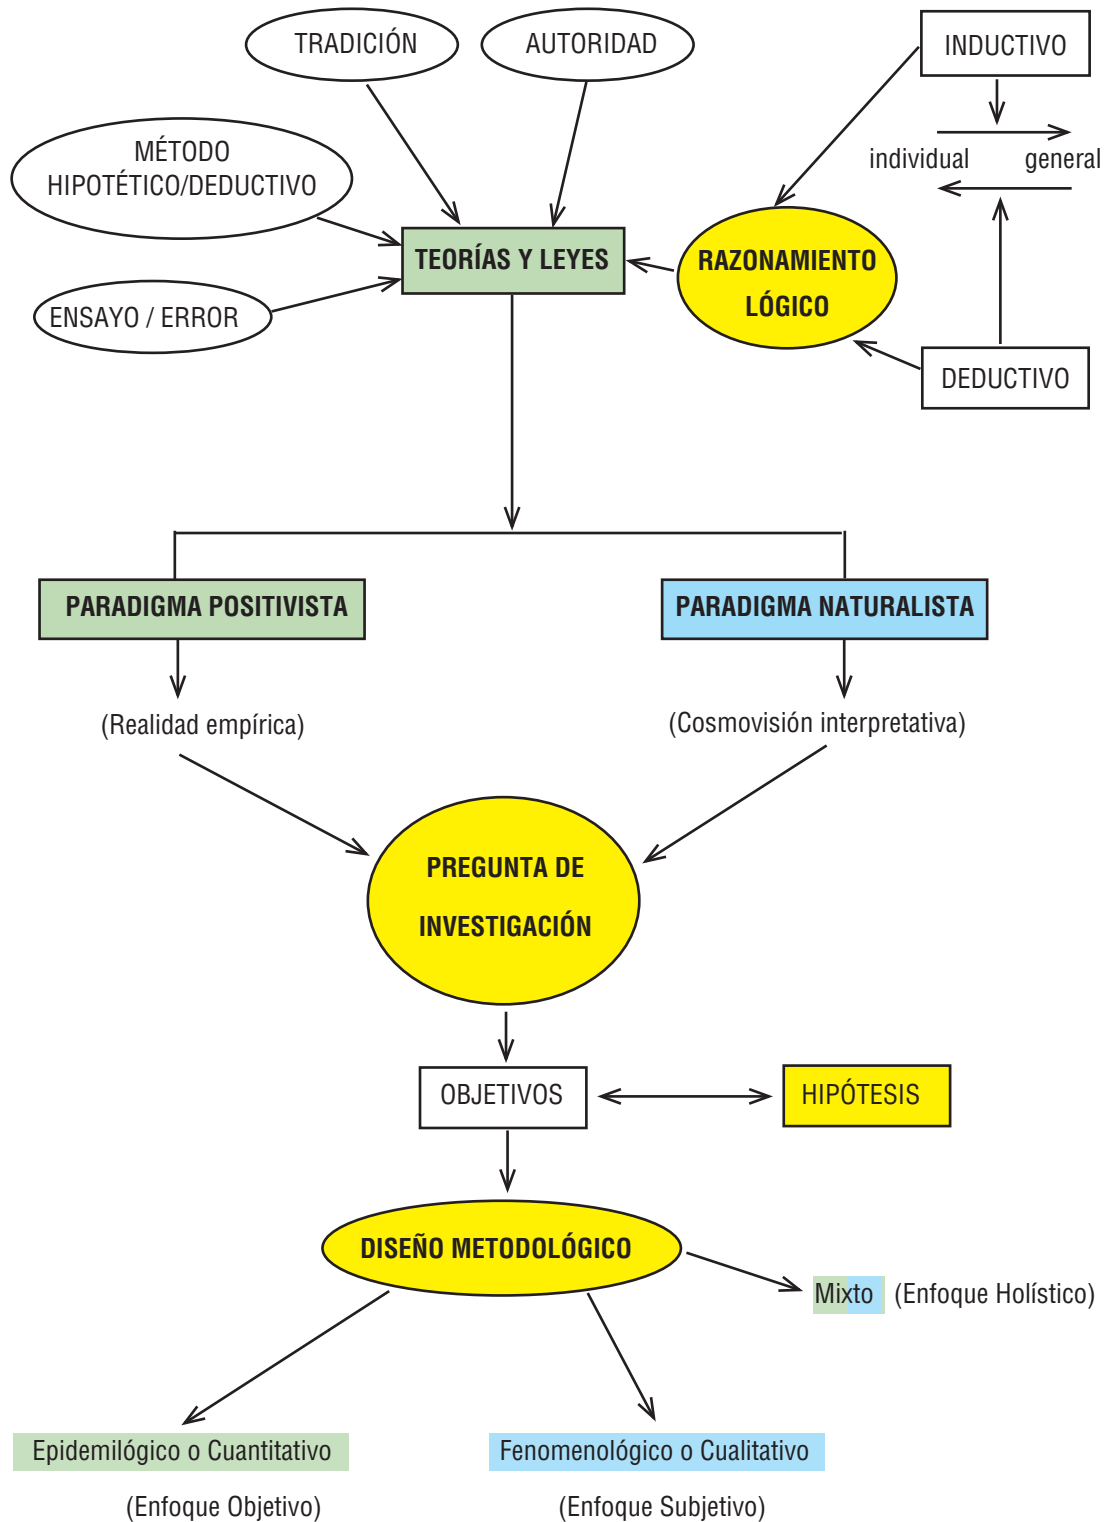 TRADICIÓN
AUTORIDAD
INDUCTIVO
MÉTODO
HIPOTÉTICO/DEDUCTIVO
individual
general
TEORÍAS Y LEYES
RAZONAMIENTO
LÓGICO
ENSAYO / ERROR
DEDUCTIVO
PARADIGMA POSITIVISTA
PARADIGMA NATURALISTA
(Realidad empírica)
(Cosmovisión interpretativa)
PREGUNTA DE
INVESTIGACIÓN
OBJETIVOS
HIPÓTESIS
DISEÑO METODOLÓGICO
Mixto (Enfoque Holístico)
Epidemilógico o Cuantitativo
Fenomenológico o Cualitativo
(Enfoque Objetivo)
(Enfoque Subjetivo)